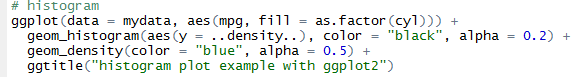 # histogram
ggplot(data = mydata, aes(mpg, fill = as.factor(cyl))) +
  geom_histogram(aes(y = ..density..), color = "black", alpha = 0.2) +
  geom_density(color = "blue", alpha = 0.5) +
  ggtitle("histogram plot example with ggplot2")